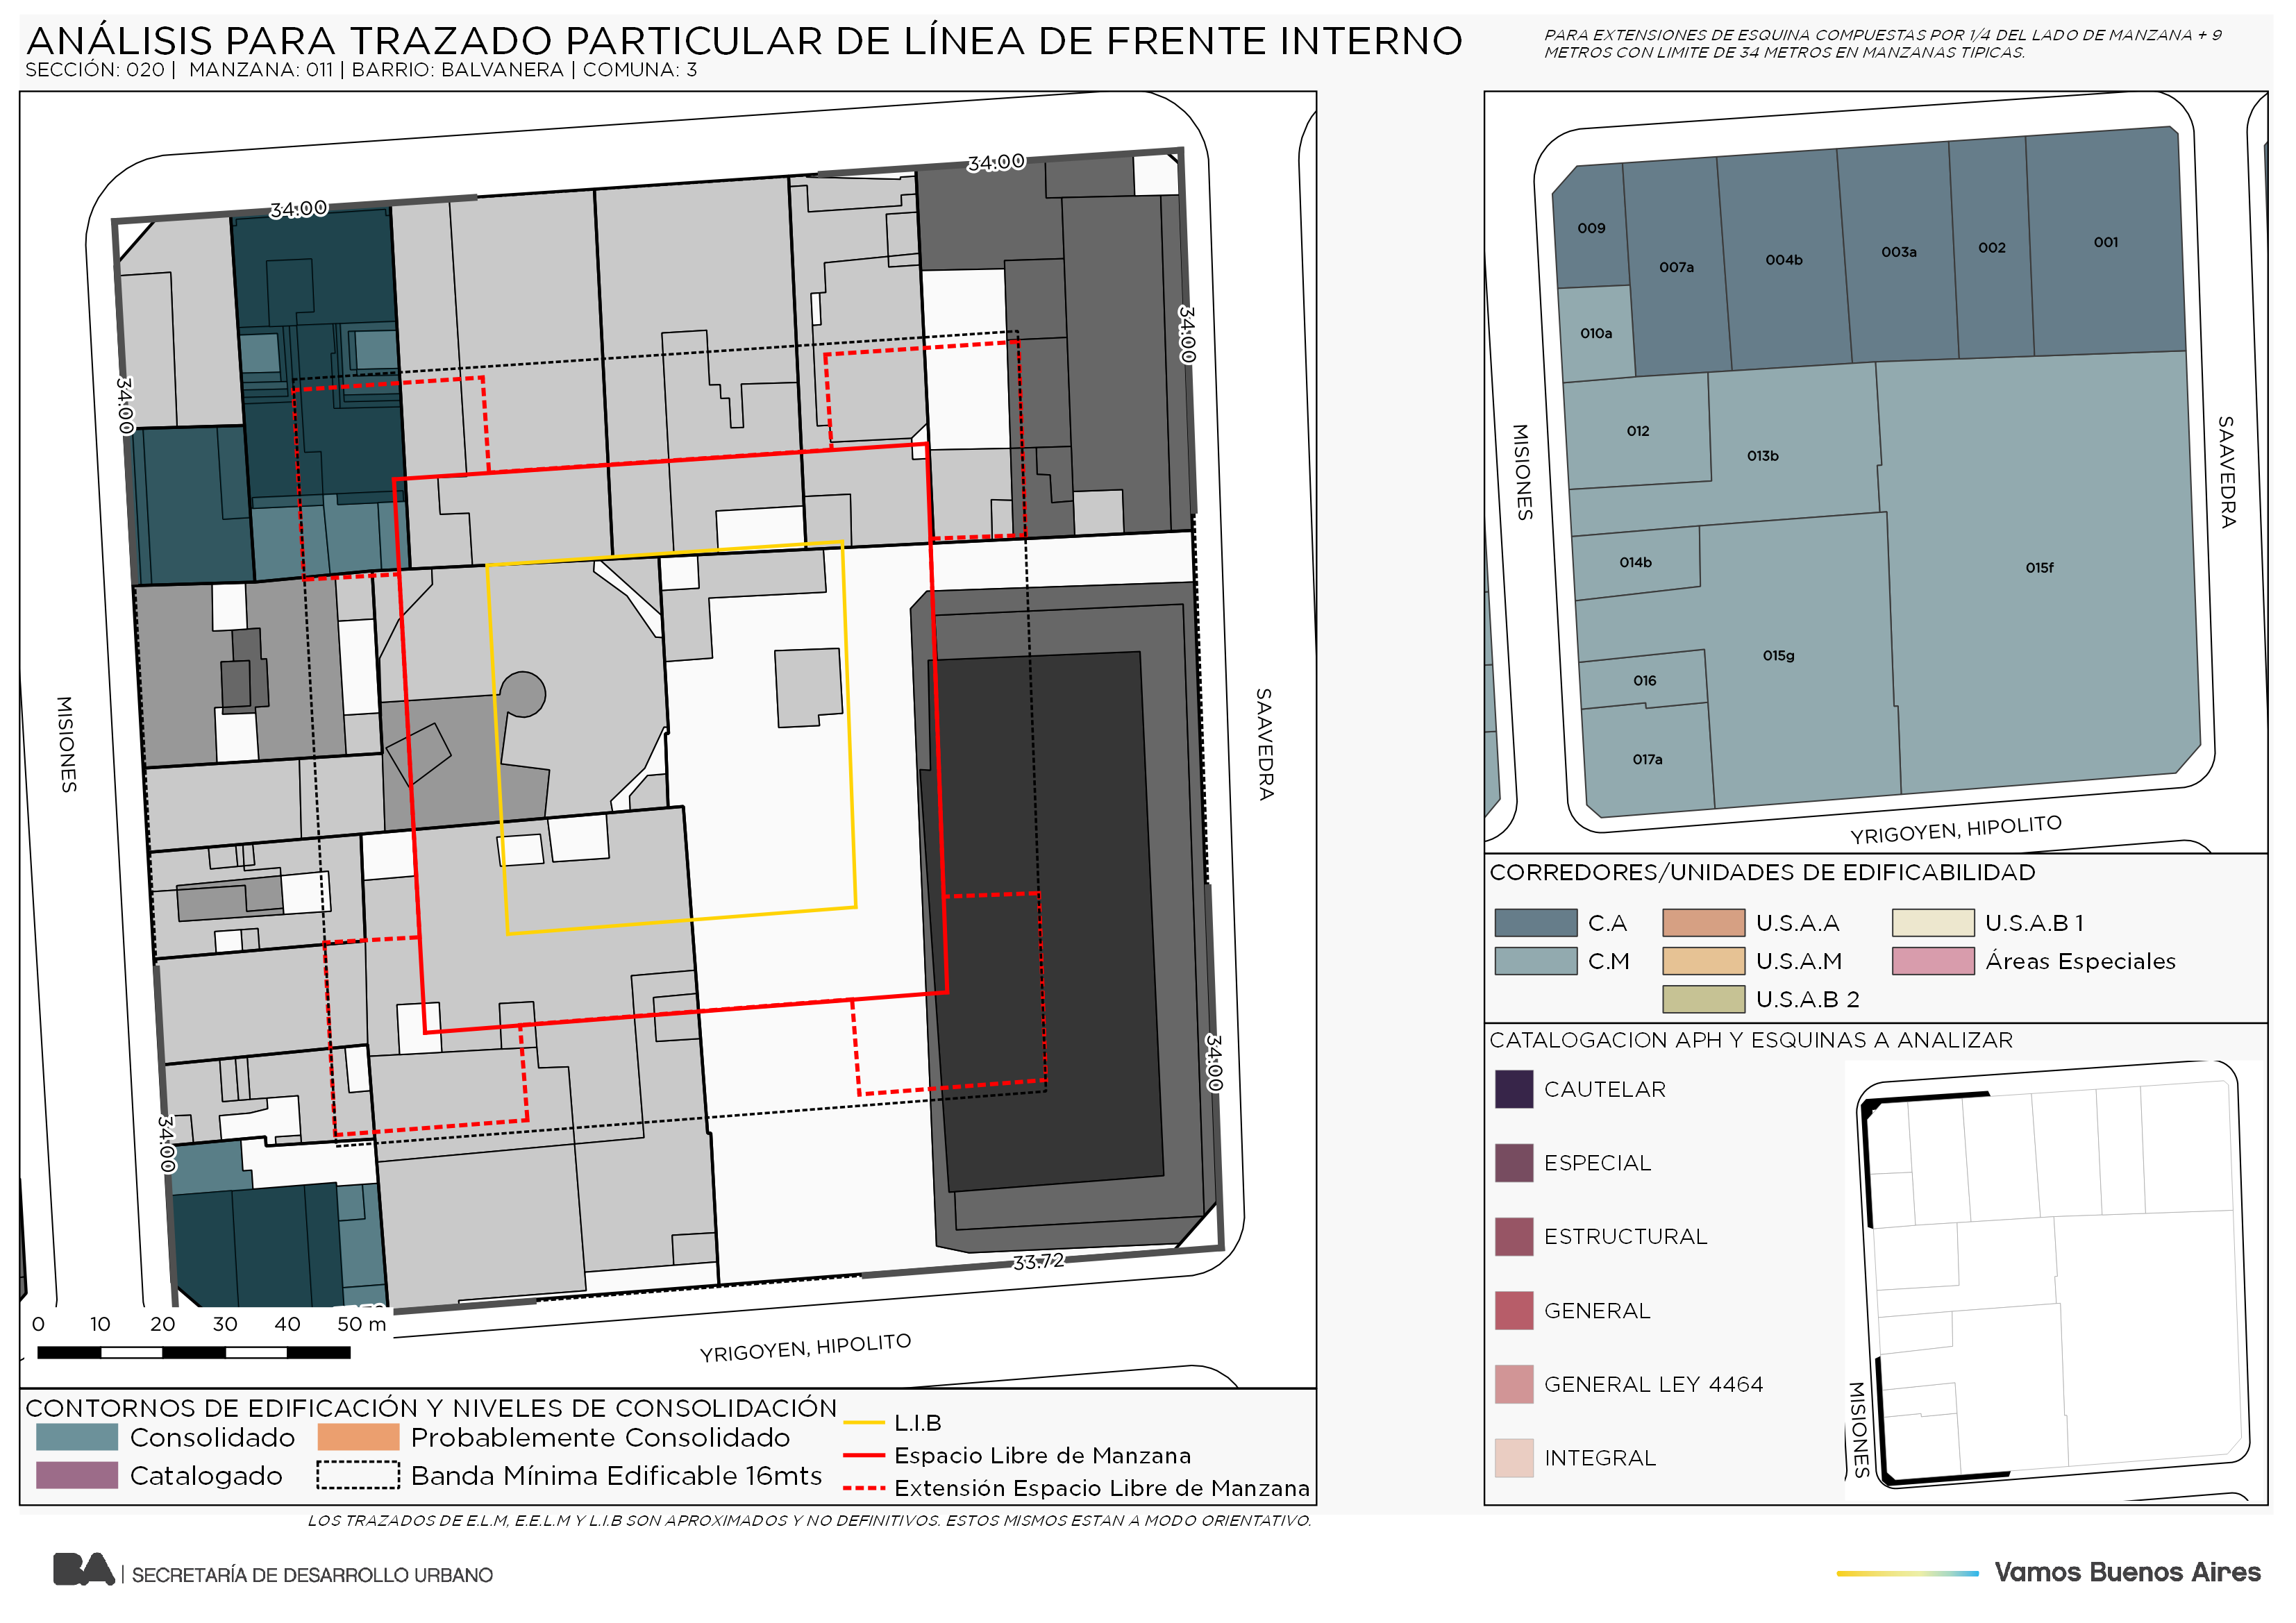 ANÁLISIS PARA TRAZADO PARTICULAR DE LÍNEA DE FRENTE INTERNO
SECCIÓN: 020 | MANZANA: 011 | BARRIO: BALVANERA | COMUNA: 3
PARA EXTENSIONES DE ESQUINA COMPUESTAS POR 1/4 DEL LADO DE MANZANA + 9
METROS CON LIMITE DE 34 METROS EN MANZANAS TIPICAS.
34.00
34.00
34.00
34.00
MISIONES
SAAVEDRA
34.00
34.00
33.72
YRIGOYEN, HIPOLITO
0 10 20 30 40 50 m
CONTORNOS DE EDIFICACIÓN Y NIVELES DE CONSOLIDACIÓN
Consolidado
Probablemente Consolidado
Catalogado
Banda Mínima Edificable 16mts
L.I.B
Espacio Libre de Manzana
Extensión Espacio Libre de Manzana
009
007a
004b
003a
002
001
010a
012
013b
014b
015f
015g
016
017a
MISIONES
SAAVEDRA
YRIGOYEN, HIPOLITO
CORREDORES/UNIDADES DE EDIFICABILIDAD
C.A
U.S.A.A
U.S.A.B 1
C.M
U.S.A.M
Áreas Especiales
U.S.A.B 2
CATALOGACION APH Y ESQUINAS A ANALIZAR
CAUTELAR
ESPECIAL
ESTRUCTURAL
GENERAL
GENERAL LEY 4464
INTEGRAL
MISIONES
LOS TRAZADOS DE E.L.M, E.E.L.M Y L.I.B SON APROXIMADOS Y NO DEFINITIVOS. ESTOS MISMOS ESTAN A MODO ORIENTATIVO.
BA | SECRETARÍA DE DESARROLLO URBANO
Vamos Buenos Aires